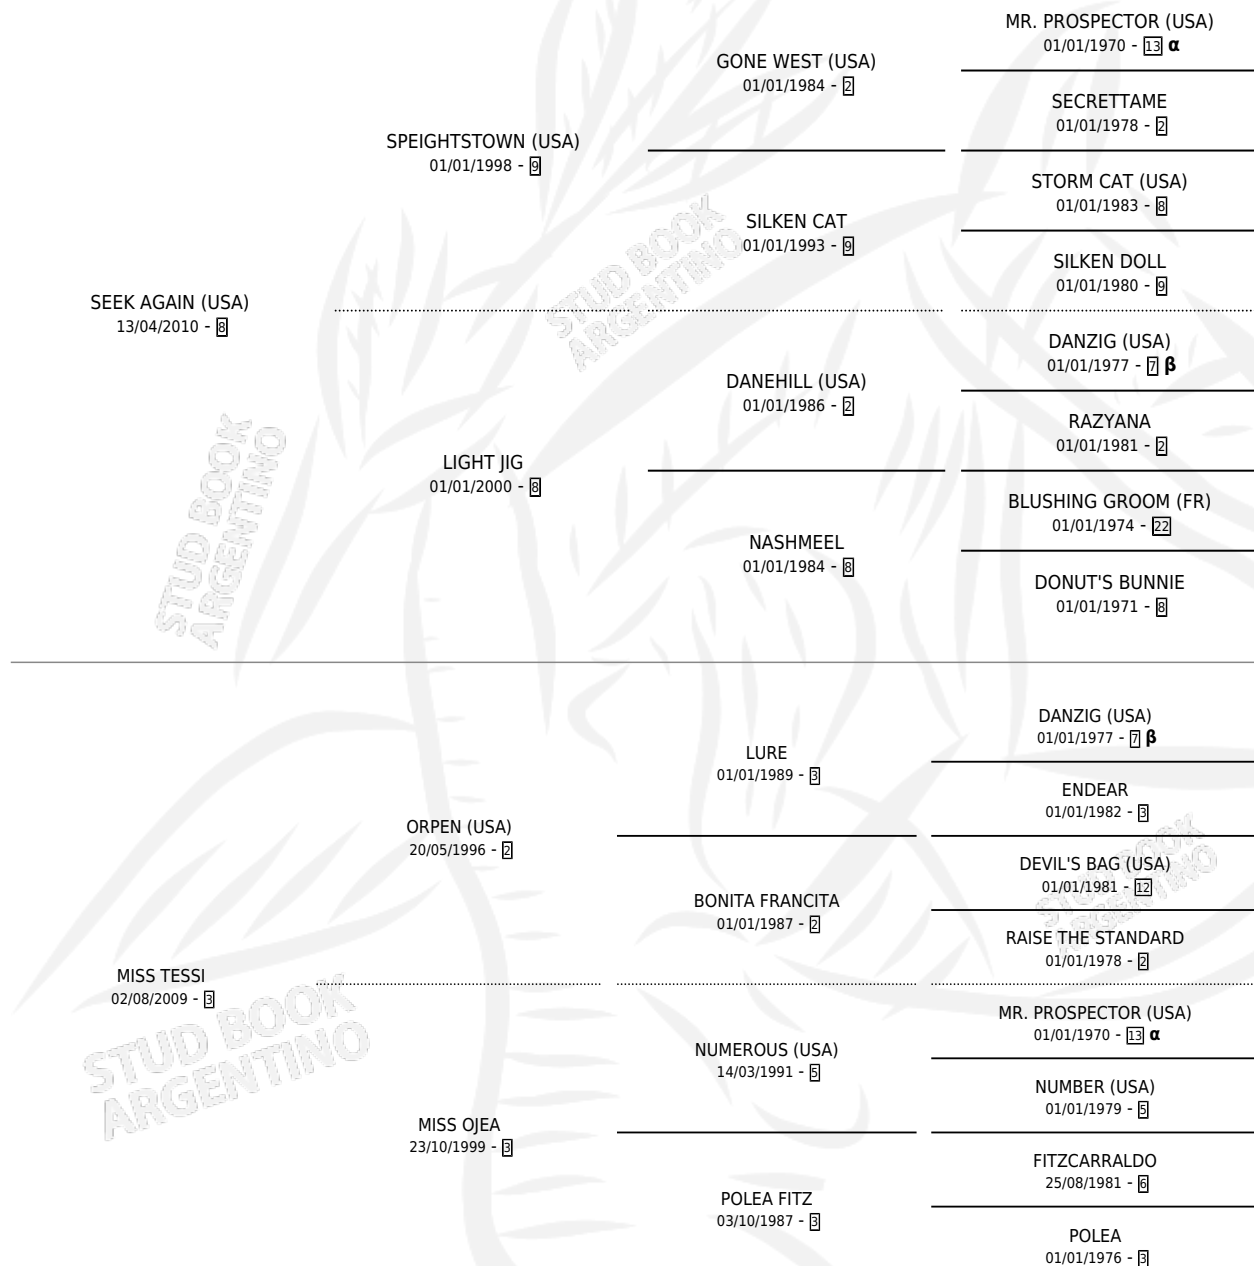 MR. PROSPECTOR (USA)
01/01/1970 - 13 α
GONE WEST (USA)
01/01/1984 - 2
SECRETTAME
01/01/1978 - 2
SPEIGHTSTOWN (USA)
01/01/1998 - 9
STORM CAT (USA)
01/01/1983 - 8
SILKEN CAT
01/01/1993 - 9
SILKEN DOLL
01/01/1980 - 9
SEEK AGAIN (USA)
13/04/2010 - 8
DANZIG (USA)
01/01/1977 - 7 β
DANEHILL (USA)
01/01/1986 - 2
RAZYANA
01/01/1981 - 2
LIGHT JIG
01/01/2000 - 8
BLUSHING GROOM (FR)
01/01/1974 - 22
NASHMEEL
01/01/1984 - 8
DONUT'S BUNNIE
01/01/1971 - 8
DANZIG (USA)
01/01/1977 - 7 β
LURE
01/01/1989 - 3
ENDEAR
01/01/1982 - 3
ORPEN (USA)
20/05/1996 - 2
DEVIL'S BAG (USA)
01/01/1981 - 12
BONITA FRANCITA
01/01/1987 - 2
RAISE THE STANDARD
01/01/1978 - 2
MISS TESSI
02/08/2009 - 3
MR. PROSPECTOR (USA)
01/01/1970 - 13 α
NUMEROUS (USA)
14/03/1991 - 5
NUMBER (USA)
01/01/1979 - 5
MISS OJEA
23/10/1999 - 3
FITZCARRALDO
25/08/1981 - 6
POLEA FITZ
03/10/1987 - 3
POLEA
01/01/1976 - 3
STUD BOOK
ARGENTINO
STUD BOOK
ARGENTINO
STUD BOOK
ARGENTINO
STUD BOOK
ARGENTINO